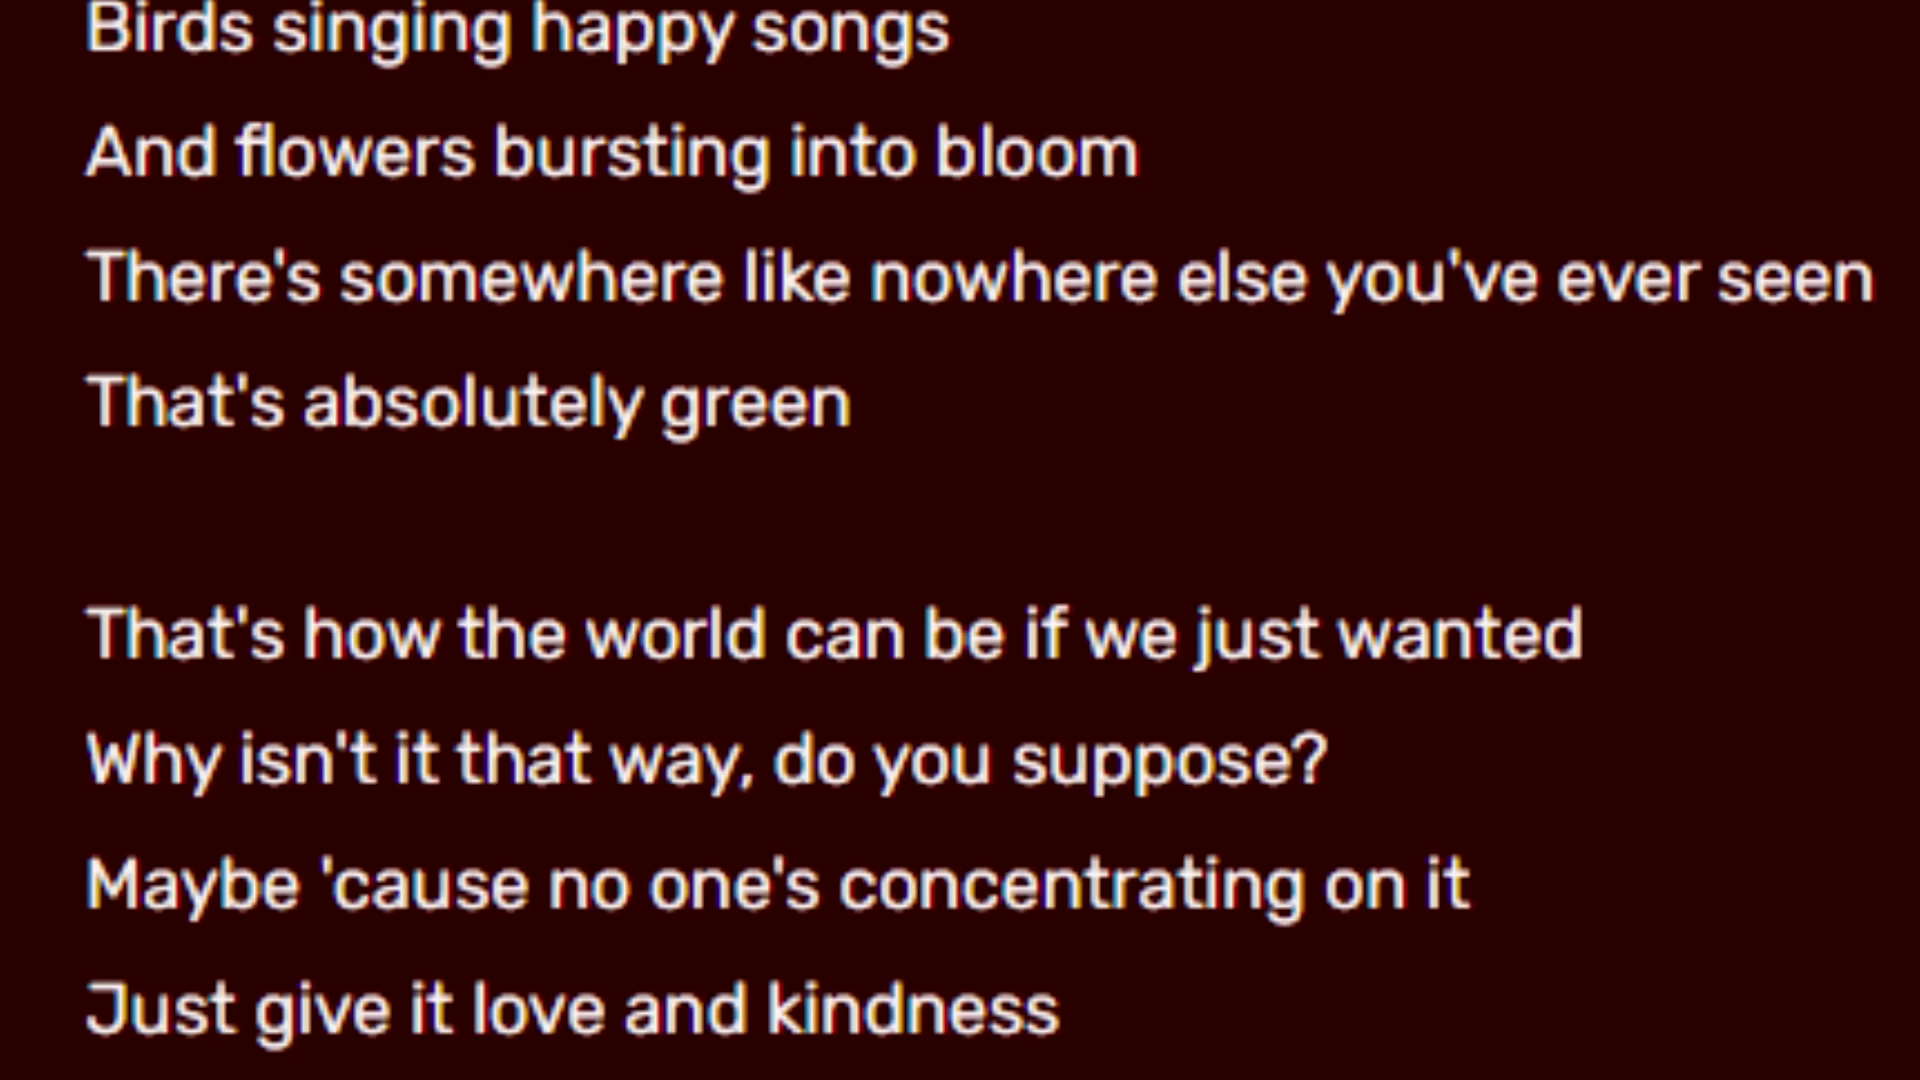 Birds singing happy songs
And flowers bursting into bloom
There's somewhere like nowhere else you've ever seen
That's absolutely green
That's how the world can be if we just wanted
Why isn't it that way, do you suppose?
Maybe 'cause no one's concentrating on it
Just give it love and kindness